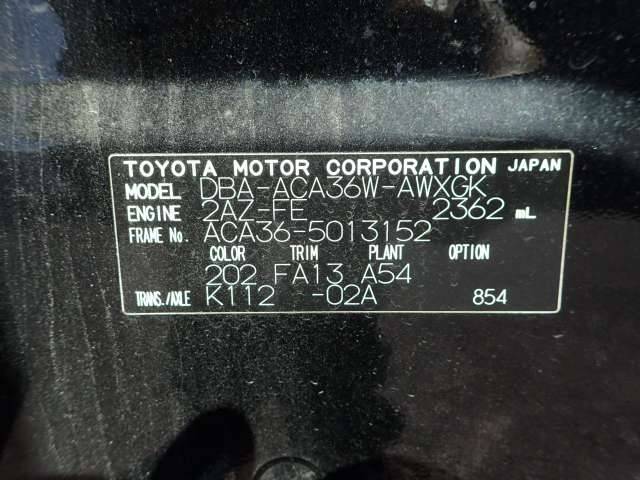 TOYOTA MOTOR CORPORATION JAPAN
MODEL DBA-ACA36W-AWXGK
ENGINE 2AZ-FE 2362 mL
FRAME No. ACA36-5013152
COLOR TRIM PLANT OPTION
202 FA13 A54
TRANS./AXLE K112 -02A 854